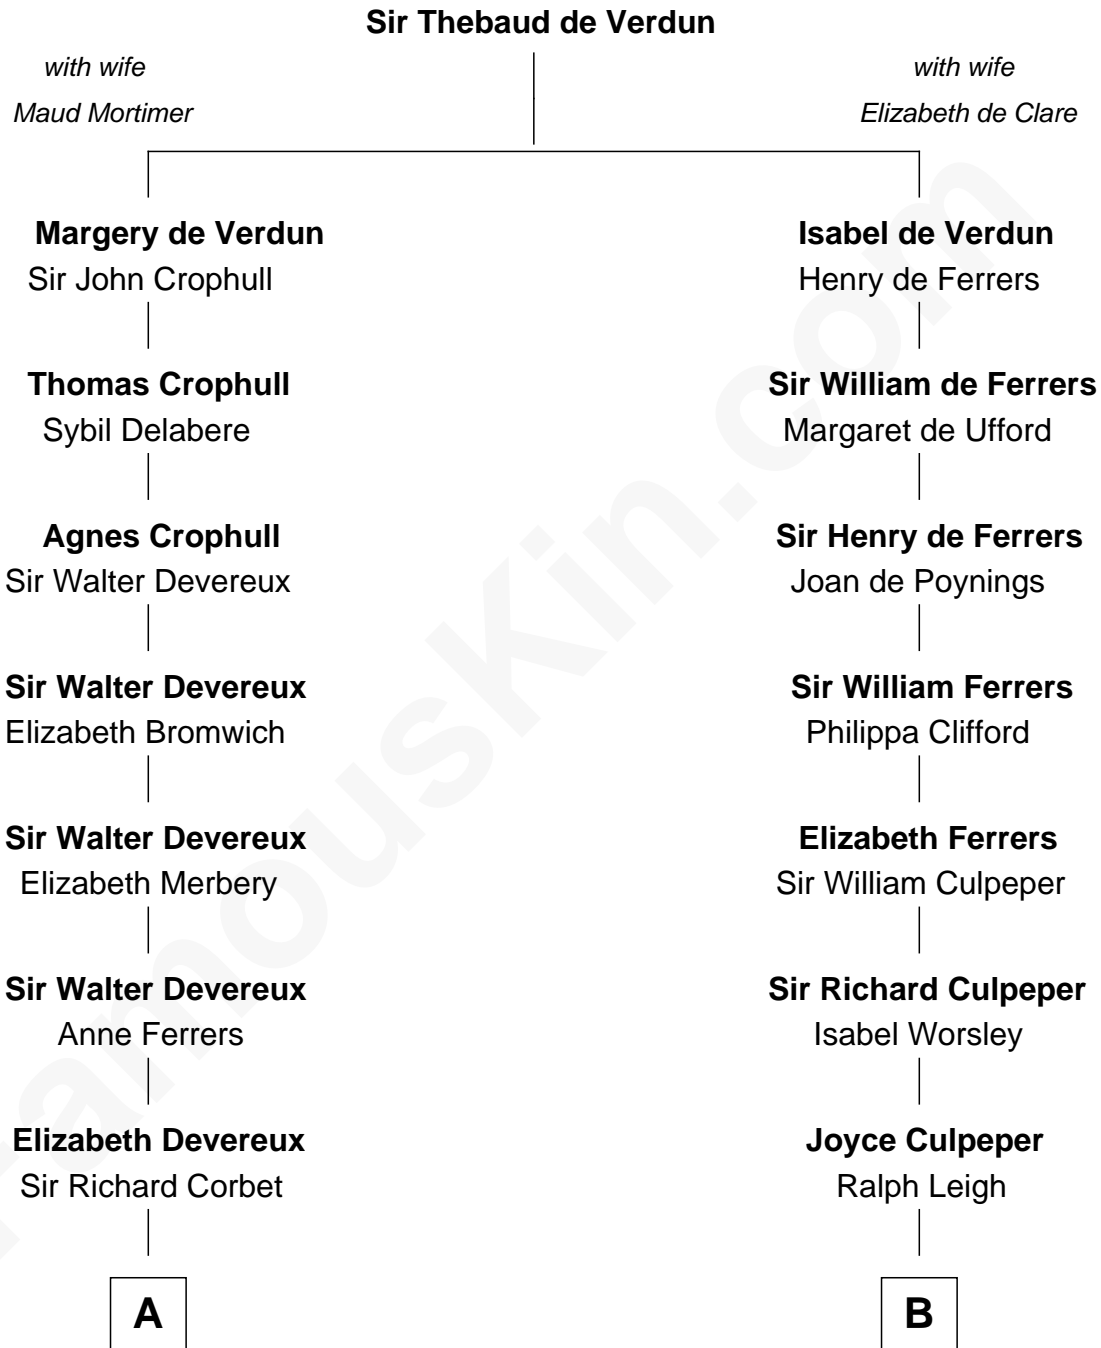 Sir Thebaud de Verdun
with wife
Maud Mortimer
with wife
Elizabeth de Clare
Margery de Verdun
Sir John Crophull
Isabel de Verdun
Henry de Ferrers
Thomas Crophull
Sybil Delabere
Sir William de Ferrers
Margaret de Ufford
Agnes Crophull
Sir Walter Devereux
Sir Henry de Ferrers
Joan de Poynings
Sir Walter Devereux
Elizabeth Bromwich
Sir William Ferrers
Philippa Clifford
Sir Walter Devereux
Elizabeth Merbery
Elizabeth Ferrers
Sir William Culpeper
Sir Walter Devereux
Anne Ferrers
Sir Richard Culpeper
Isabel Worsley
Elizabeth Devereux
Sir Richard Corbet
Joyce Culpeper
Ralph Leigh
A
B
FamousKin.com